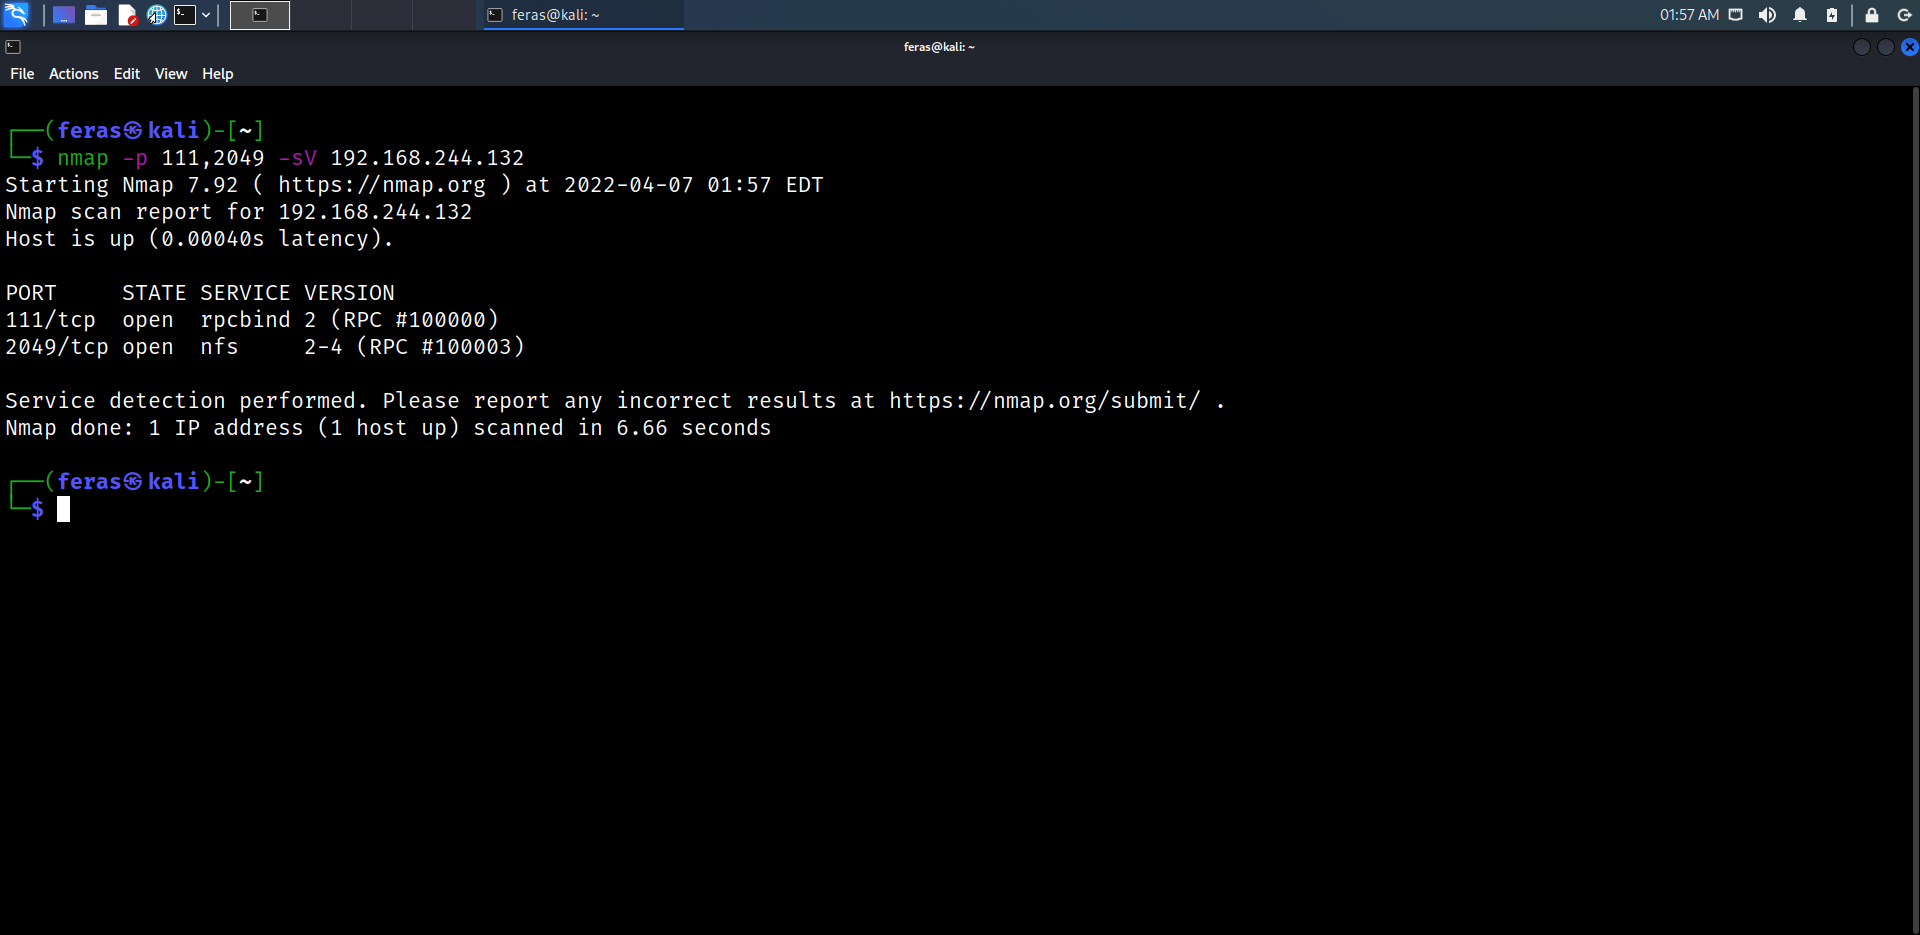 feras@kali: ~
01:57 AM
feras@kali: ~
File Actions Edit View Help
┌──(feras㉿kali)-[~]
└─$ nmap -p 111,2049 -sV 192.168.244.132
Starting Nmap 7.92 ( https://nmap.org ) at 2022-04-07 01:57 EDT
Nmap scan report for 192.168.244.132
Host is up (0.00040s latency).
PORT     STATE SERVICE VERSION
111/tcp  open  rpcbind 2 (RPC #100000)
2049/tcp open  nfs     2-4 (RPC #100003)
Service detection performed. Please report any incorrect results at https://nmap.org/submit/ .
Nmap done: 1 IP address (1 host up) scanned in 6.66 seconds
┌──(feras㉿kali)-[~]
└─$